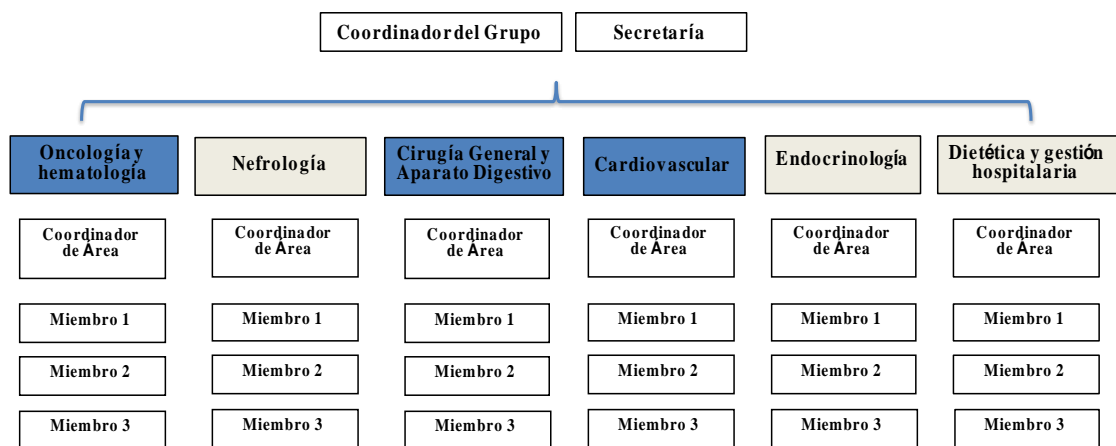 Coordinador del Grupo
Secretaría
Oncología y
hematología
Nefrología
Cirugía General y
Aparato Digestivo
Cardiovascular
Endocrinología
Dietética y gestión
hospitalaria
Coordinador
de Área
Coordinador
de Área
Coordinador
de Área
Coordinador
de Área
Coordinador
de Área
Coordinador
de Área
Miembro 1
Miembro 1
Miembro 1
Miembro 1
Miembro 1
Miembro 1
Miembro 2
Miembro 2
Miembro 2
Miembro 2
Miembro 2
Miembro 2
Miembro 3
Miembro 3
Miembro 3
Miembro 3
Miembro 3
Miembro 3